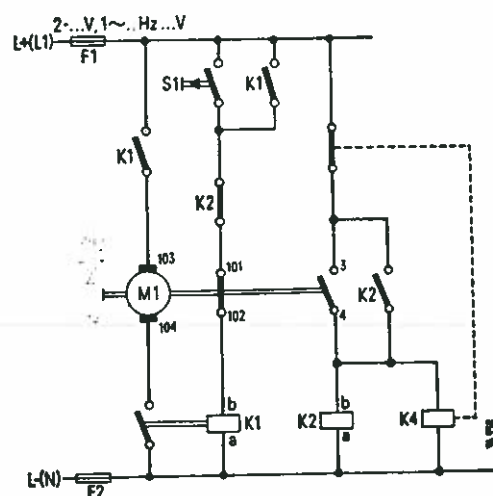 2-...V,1~..Hz...V
L+(L1)
F1
S1
K1
K1
K2
103
101
3
M1
K2
104
102
4
b
K1
a
b
K2
a
K4
L-(N)
F2